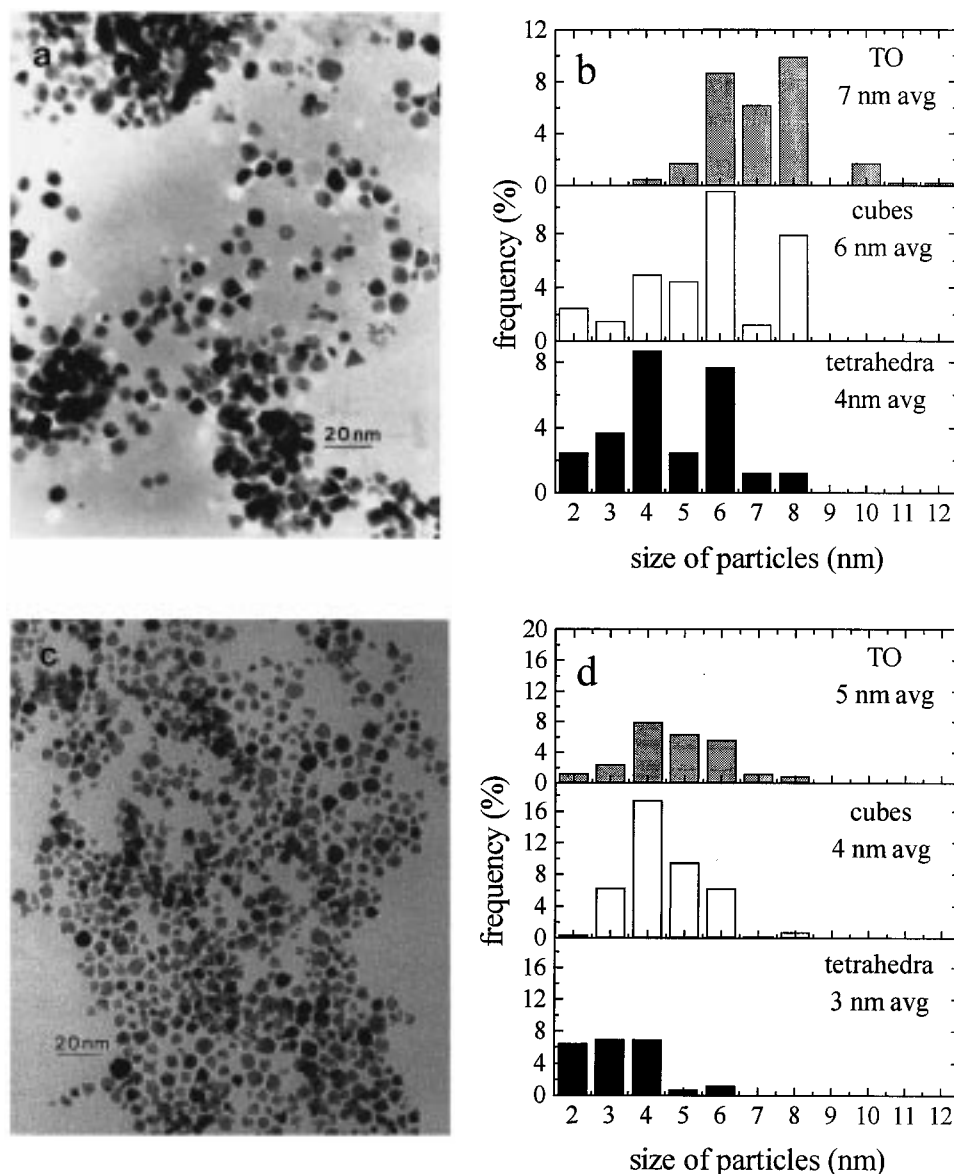 a
20 nm
b
TO
7 nm avg
12
8
4
0
cubes
6 nm avg
8
4
0
tetrahedra
4nm avg
8
4
0
frequency (%)
2 3 4 5 6 7 8 9 10 11 12
size of particles (nm)
c
20nm
d
TO
5 nm avg
20
16
12
8
4
0
cubes
4 nm avg
16
12
8
4
0
tetrahedra
3 nm avg
16
12
8
4
0
frequency (%)
2 3 4 5 6 7 8 9 10 11 12
size of particles (nm)